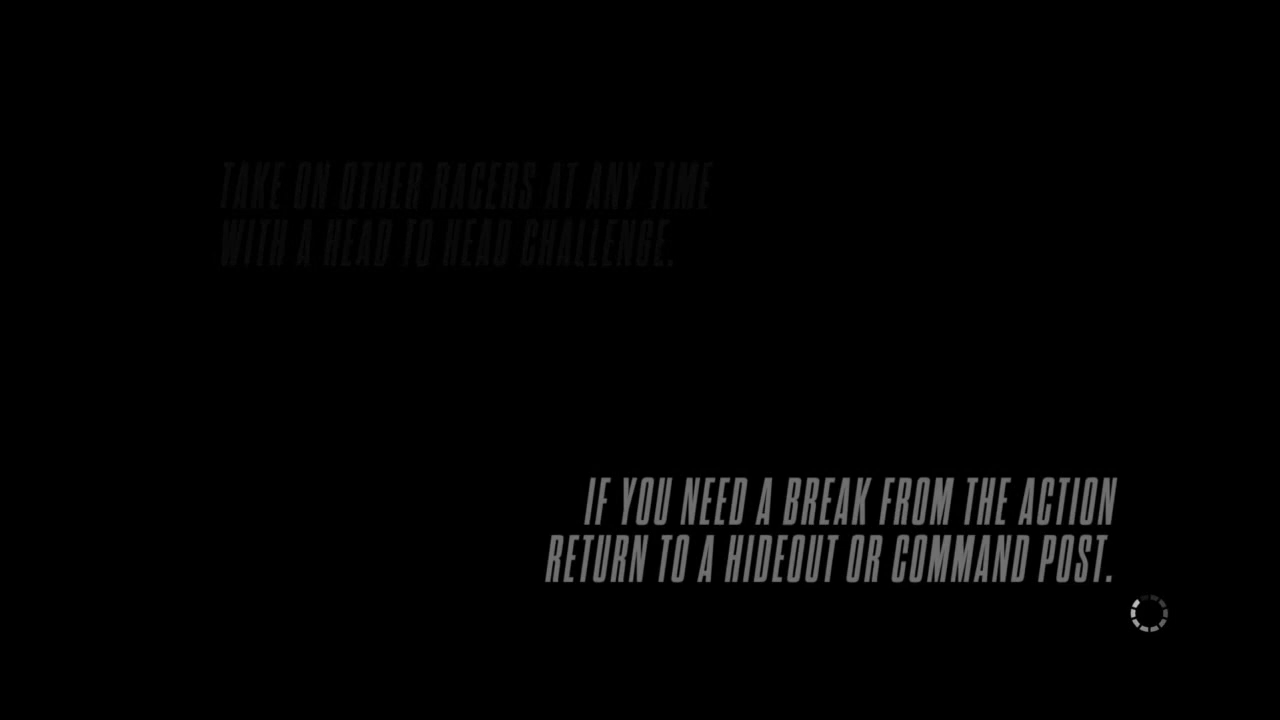 TAKE ON OTHER RACERS AT ANY TIME
WITH A HEAD TO HEAD CHALLENGE.
IF YOU NEED A BREAK FROM THE ACTION
RETURN TO A HIDEOUT OR COMMAND POST.